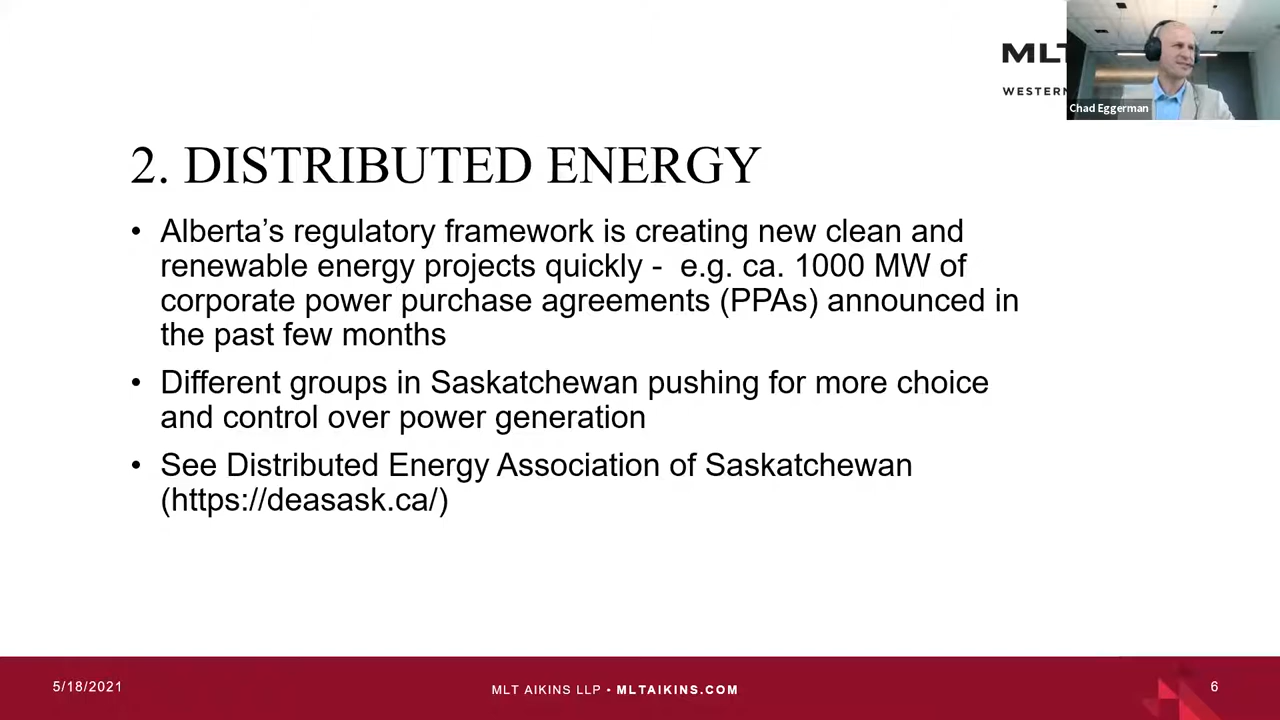 MLT
WESTERN
Chad Eggerman
2. DISTRIBUTED ENERGY
• Alberta’s regulatory framework is creating new clean and
renewable energy projects quickly -  e.g. ca. 1000 MW of
corporate power purchase agreements (PPAs) announced in
the past few months
• Different groups in Saskatchewan pushing for more choice
and control over power generation
• See Distributed Energy Association of Saskatchewan
(https://deasask.ca/)
5/18/2021
MLT AIKINS LLP • MLTAIKINS.COM
6